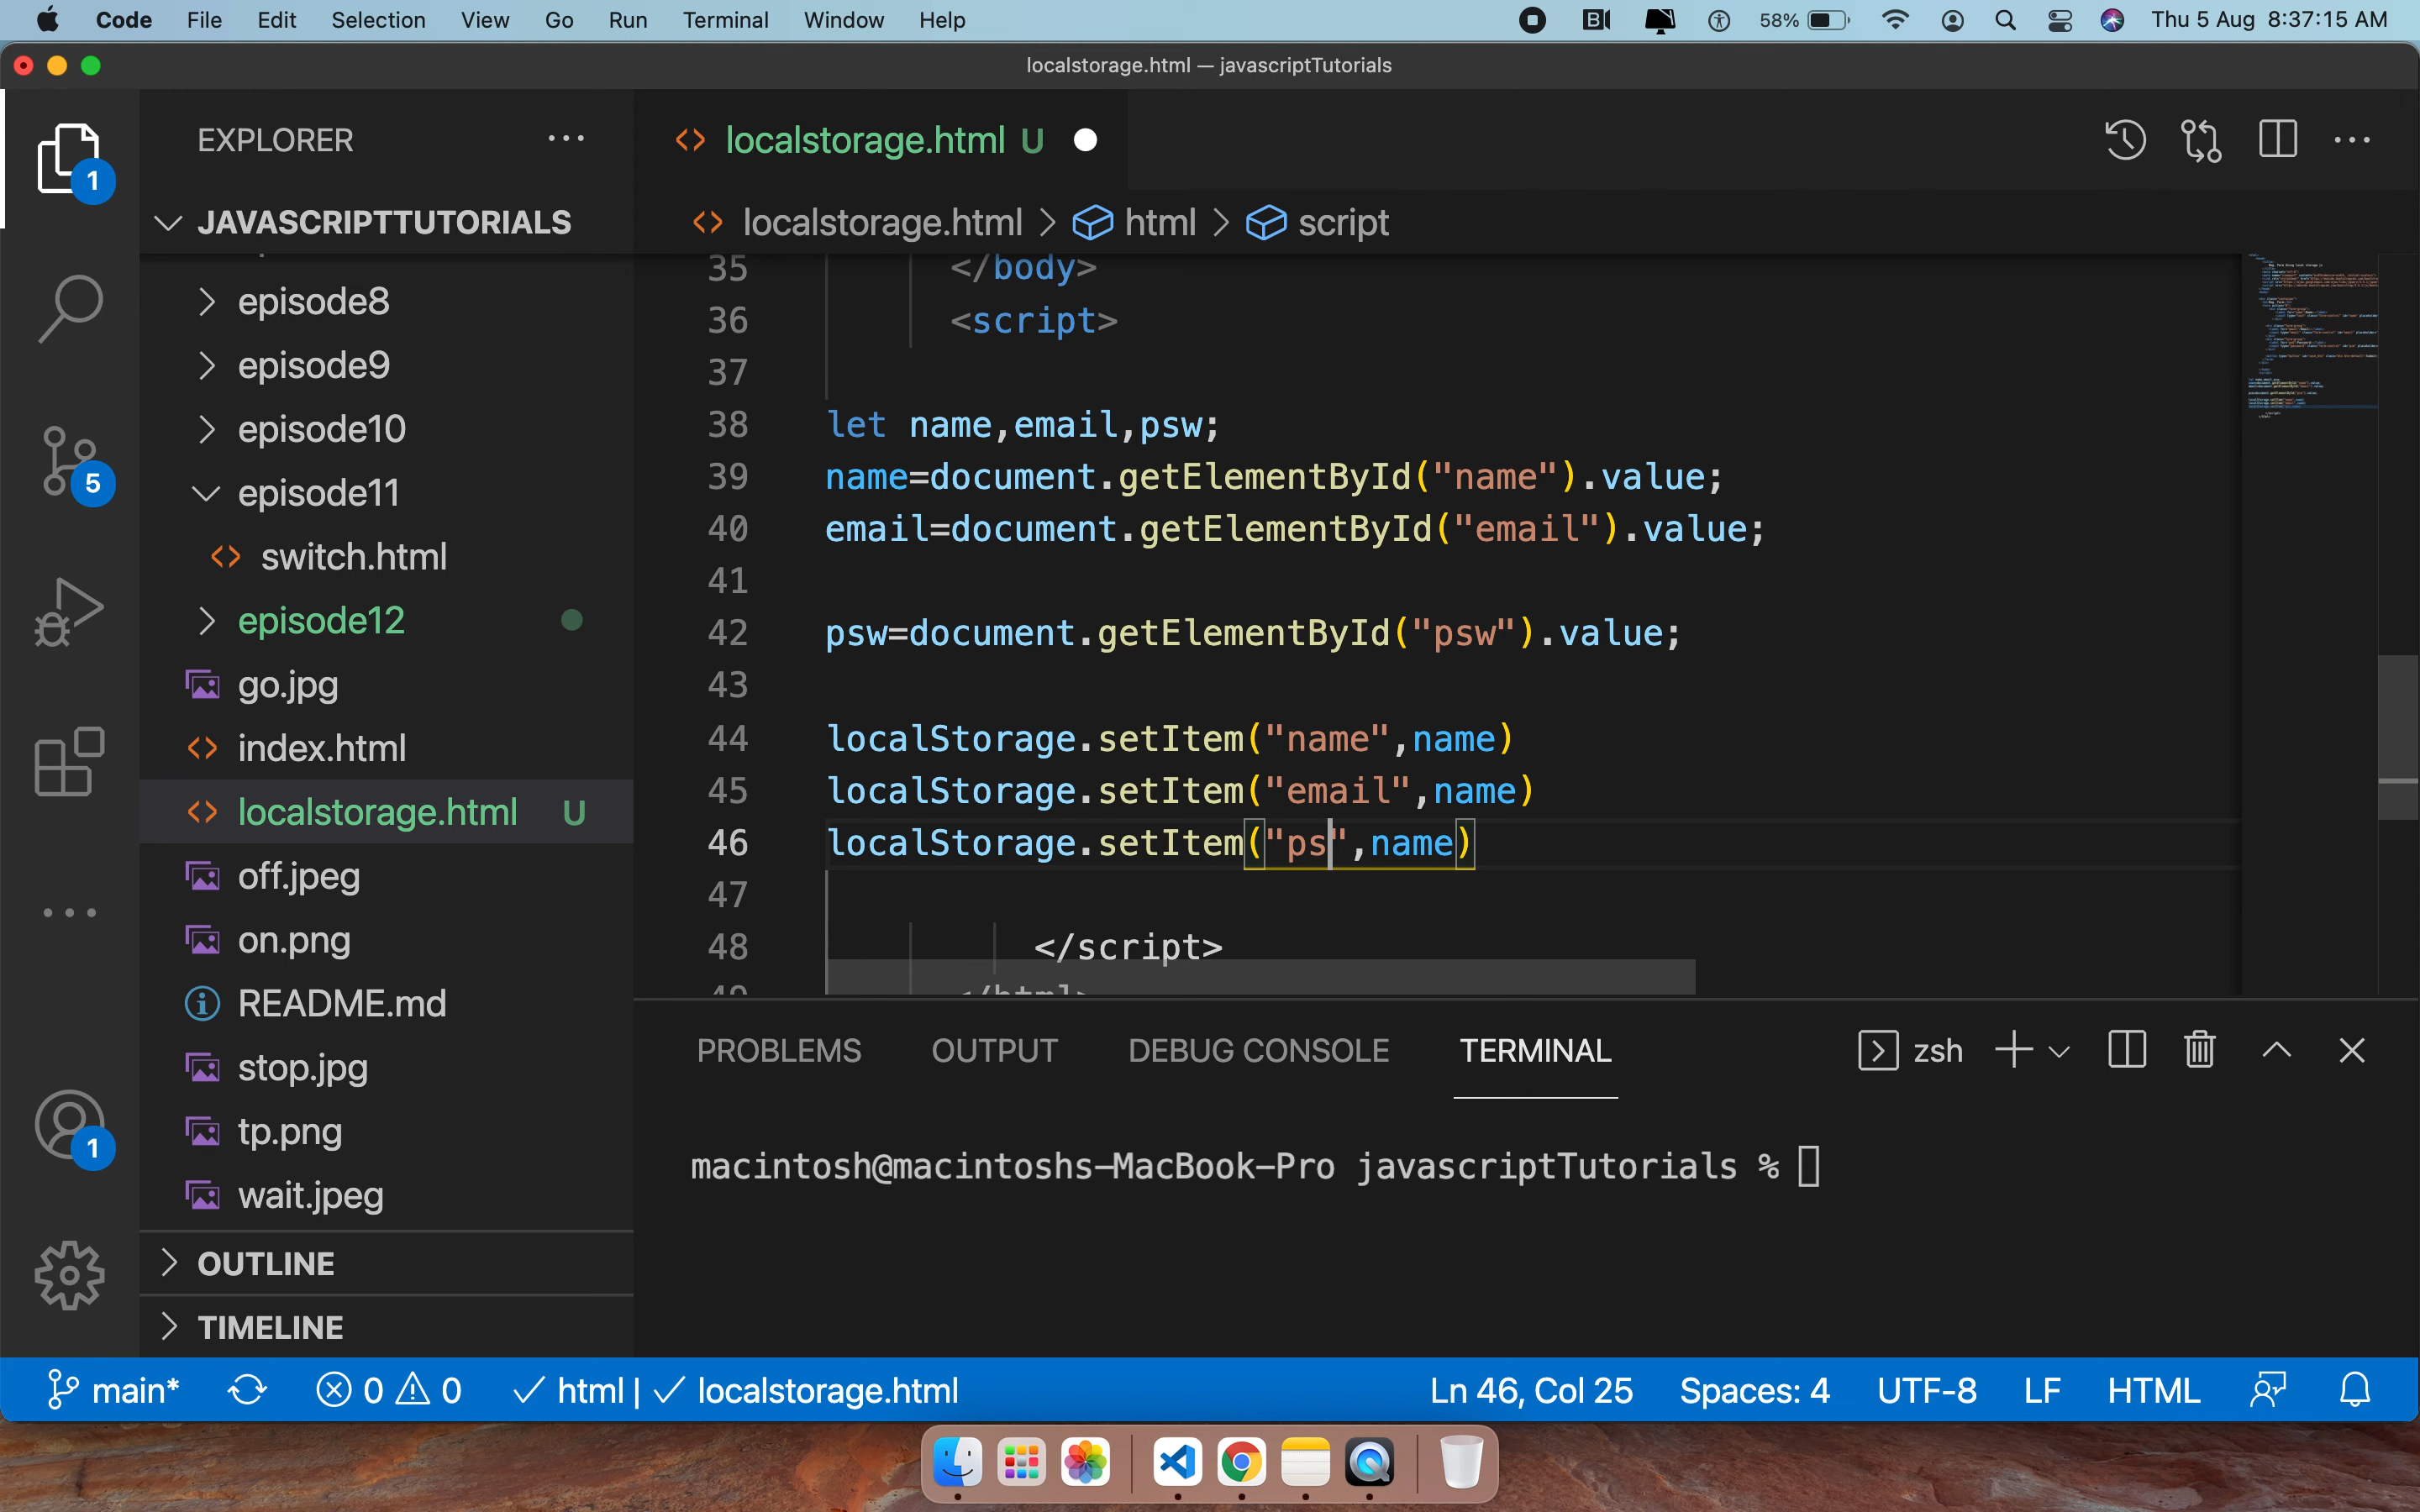 Code File Edit Selection View Go Run Terminal Window Help 58% Thu 5 Aug 8:37:15 AM
localstorage.html — javascriptTutorials
EXPLORER
1
5
1
JAVASCRIPTTUTORIALS
episode8
episode9
episode10
episode11
switch.html
episode12
go.jpg
index.html
localstorage.html U
off.jpeg
on.png
README.md
stop.jpg
tp.png
wait.jpeg
OUTLINE
TIMELINE
localstorage.html U
localstorage.html > html > script
35 </body>
36 <script>
37
38 let name,email,psw;
39 name=document.getElementById("name").value;
40 email=document.getElementById("email").value;
41
42 psw=document.getElementById("psw").value;
43
44 localStorage.setItem("name",name)
45 localStorage.setItem("email",name)
46 localStorage.setItem("ps",name)
47
48 </script>
49 </html>
PROBLEMS OUTPUT DEBUG CONSOLE TERMINAL zsh
macintosh@macintoshs-MacBook-Pro javascriptTutorials %
main* 0 0 html | localstorage.html Ln 46, Col 25 Spaces: 4 UTF-8 LF HTML